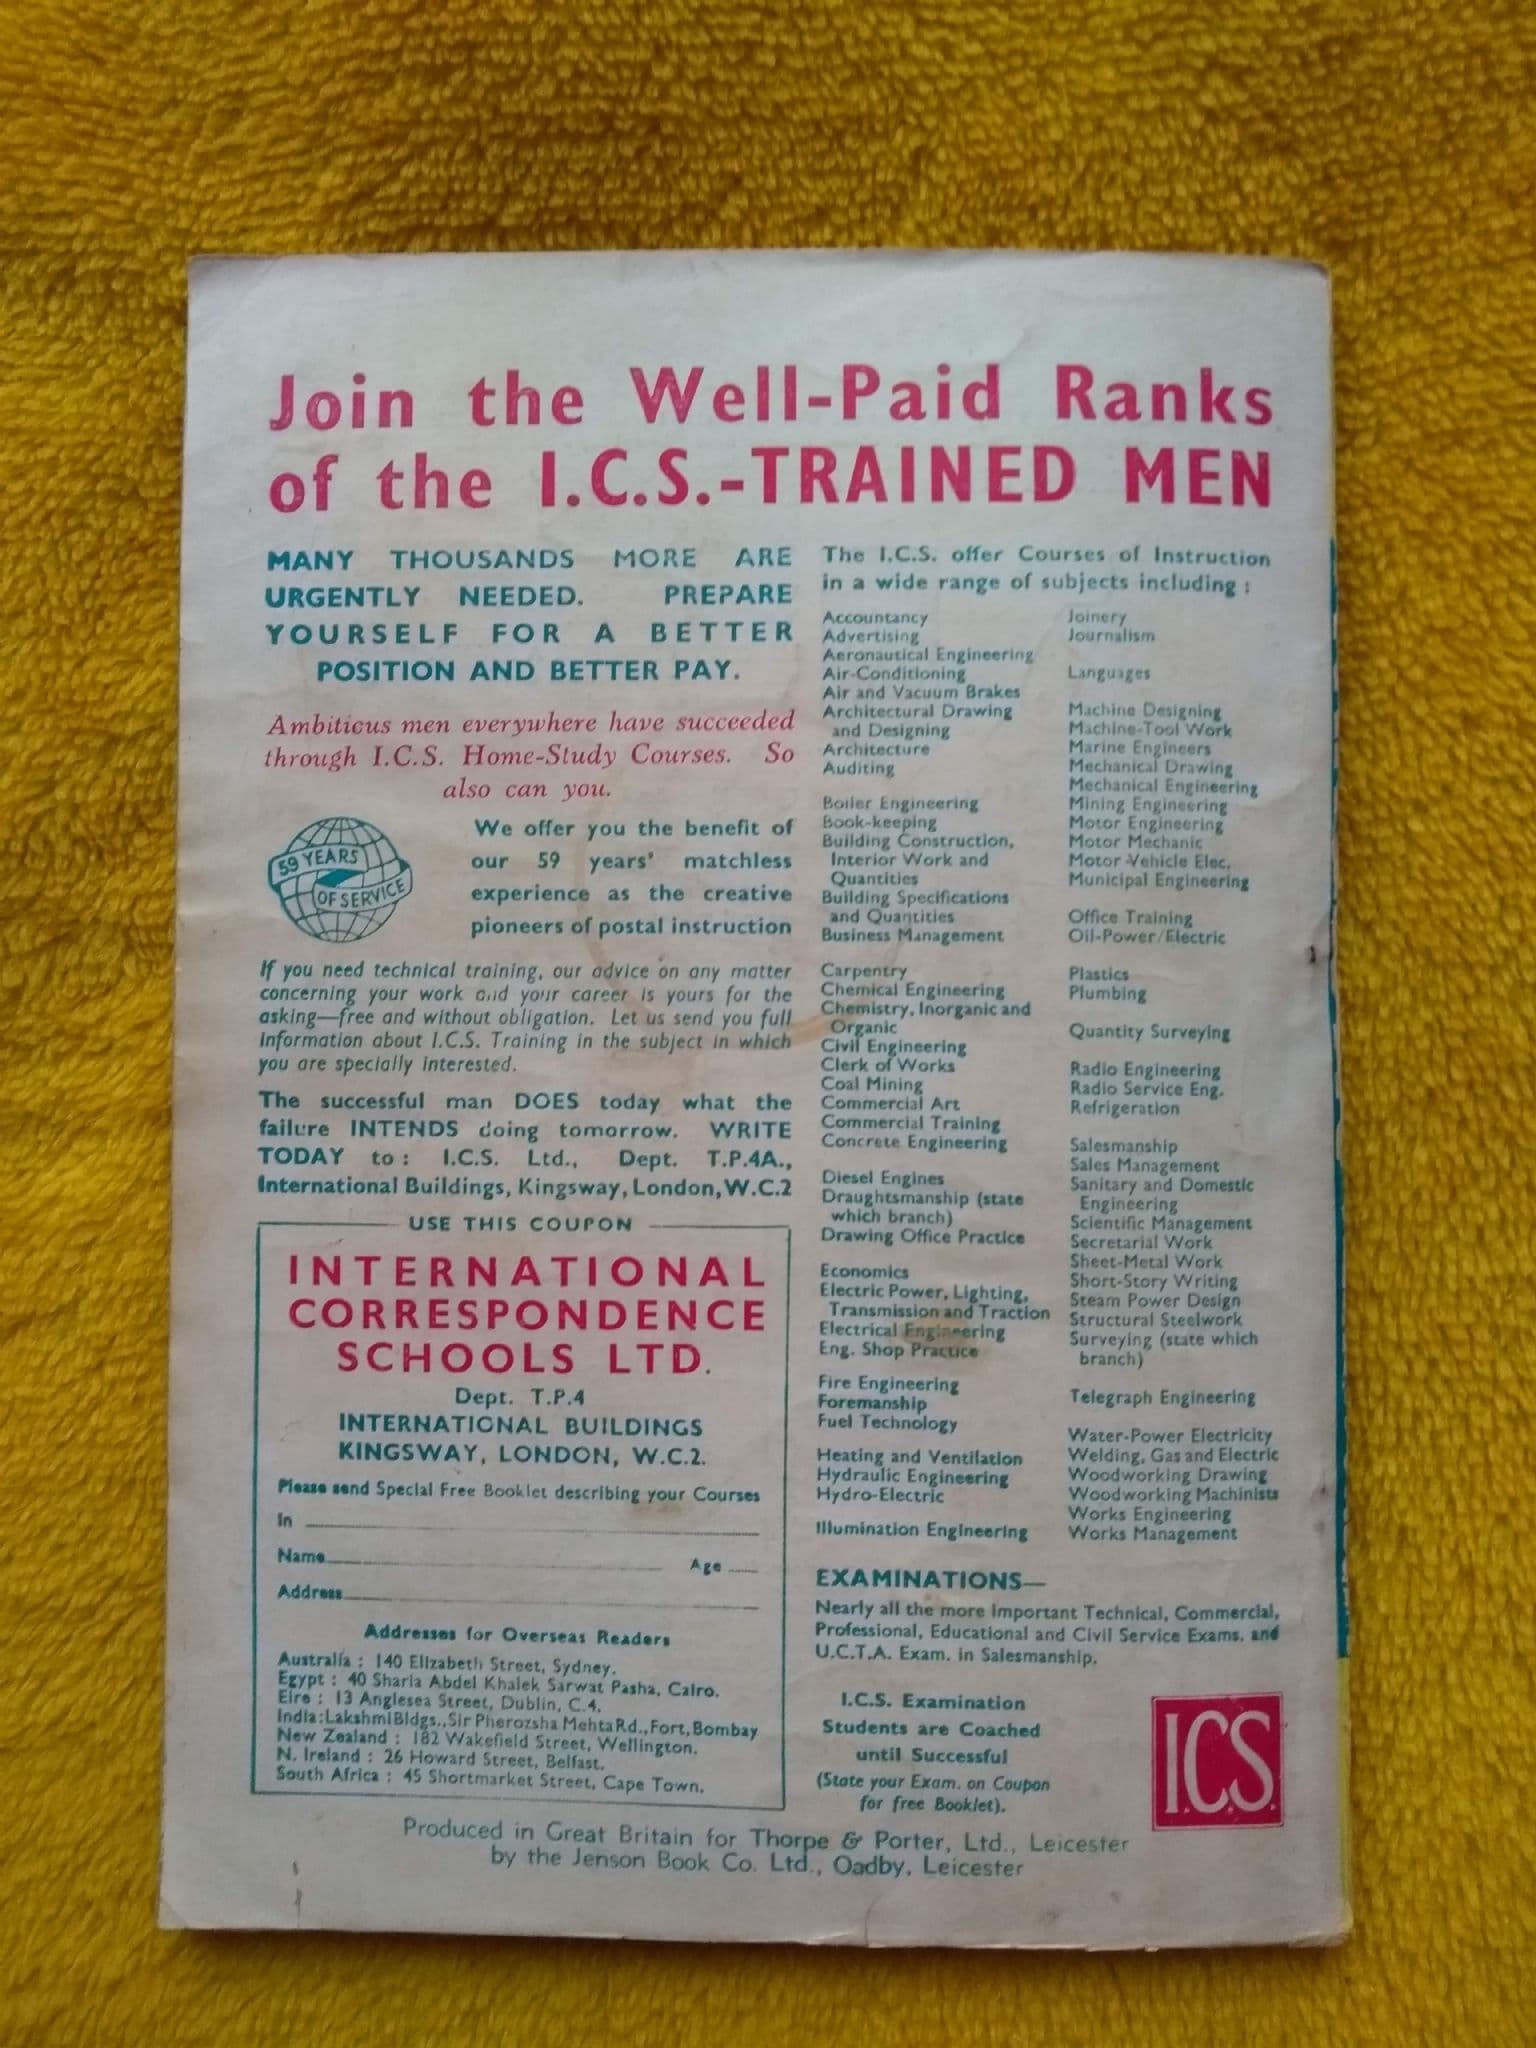 Join the Well-Paid Ranks
of the I.C.S.-TRAINED MEN
MANY THOUSANDS MORE ARE
URGENTLY NEEDED. PREPARE
YOURSELF FOR A BETTER
POSITION AND BETTER PAY.
Ambitious men everywhere have succeeded
through I.C.S. Home-Study Courses. So
also can you.
59 YEARS
OF SERVICE
We offer you the benefit of
our 59 years' matchless
experience as the creative
pioneers of postal instruction
If you need technical training, our advice on any matter
concerning your work and your career is yours for the
asking—free and without obligation. Let us send you full
information about I.C.S. Training in the subject in which
you are specially interested.
The successful man DOES today what the
failure INTENDS doing tomorrow. WRITE
TODAY to: I.C.S. Ltd., Dept. T.P.4A.,
International Buildings, Kingsway, London, W.C.2
USE THIS COUPON
INTERNATIONAL
CORRESPONDENCE
SCHOOLS LTD.
Dept. T.P.4
INTERNATIONAL BUILDINGS
KINGSWAY, LONDON, W.C.2.
Please send Special Free Booklet describing your Courses
In
Name Age
Address
Addresses for Overseas Readers
Australia: 140 Elizabeth Street, Sydney.
Egypt: 40 Sharia Abdel Khalek Sarwat Pasha, Cairo.
Eire: 13 Anglesea Street, Dublin, C.4.
India: Lakshmi Bldgs., Sir Pherozsha Mehta Rd., Fort, Bombay
New Zealand: 182 Wakefield Street, Wellington.
N. Ireland: 26 Howard Street, Belfast.
South Africa: 45 Shortmarket Street, Cape Town.
The I.C.S. offer Courses of Instruction
in a wide range of subjects including:
Accountancy
Advertising
Aeronautical Engineering
Air-Conditioning
Air and Vacuum Brakes
Architectural Drawing
and Designing
Architecture
Auditing
Boiler Engineering
Book-keeping
Building Construction,
Interior Work and
Quantities
Building Specifications
and Quantities
Business Management
Carpentry
Chemical Engineering
Chemistry, Inorganic and
Organic
Civil Engineering
Clerk of Works
Coal Mining
Commercial Art
Commercial Training
Concrete Engineering
Diesel Engines
Draughtsmanship (state
which branch)
Drawing Office Practice
Economics
Electric Power, Lighting,
Transmission and Traction
Electrical Engineering
Eng. Shop Practice
Fire Engineering
Foremanship
Fuel Technology
Heating and Ventilation
Hydraulic Engineering
Hydro-Electric
Illumination Engineering
Joinery
Journalism
Languages
Machine Designing
Machine-Tool Work
Marine Engineers
Mechanical Drawing
Mechanical Engineering
Mining Engineering
Motor Engineering
Motor Mechanic
Motor Vehicle Elec.
Municipal Engineering
Office Training
Oil-Power/Electric
Plastics
Plumbing
Quantity Surveying
Radio Engineering
Radio Service Eng.
Refrigeration
Salesmanship
Sales Management
Sanitary and Domestic
Engineering
Scientific Management
Secretarial Work
Sheet-Metal Work
Short-Story Writing
Steam Power Design
Structural Steelwork
Surveying (state which
branch)
Telegraph Engineering
Water-Power Electricity
Welding, Gas and Electric
Woodworking Drawing
Woodworking Machinists
Works Engineering
Works Management
EXAMINATIONS—
Nearly all the more important Technical, Commercial,
Professional, Educational and Civil Service Exams. and
U.C.T.A. Exam. in Salesmanship.
I.C.S. Examination
Students are Coached
until Successful
(State your Exam. on Coupon
for free Booklet).
I.C.S.
Produced in Great Britain for Thorpe & Porter, Ltd., Leicester
by the Jenson Book Co. Ltd., Oadby, Leicester